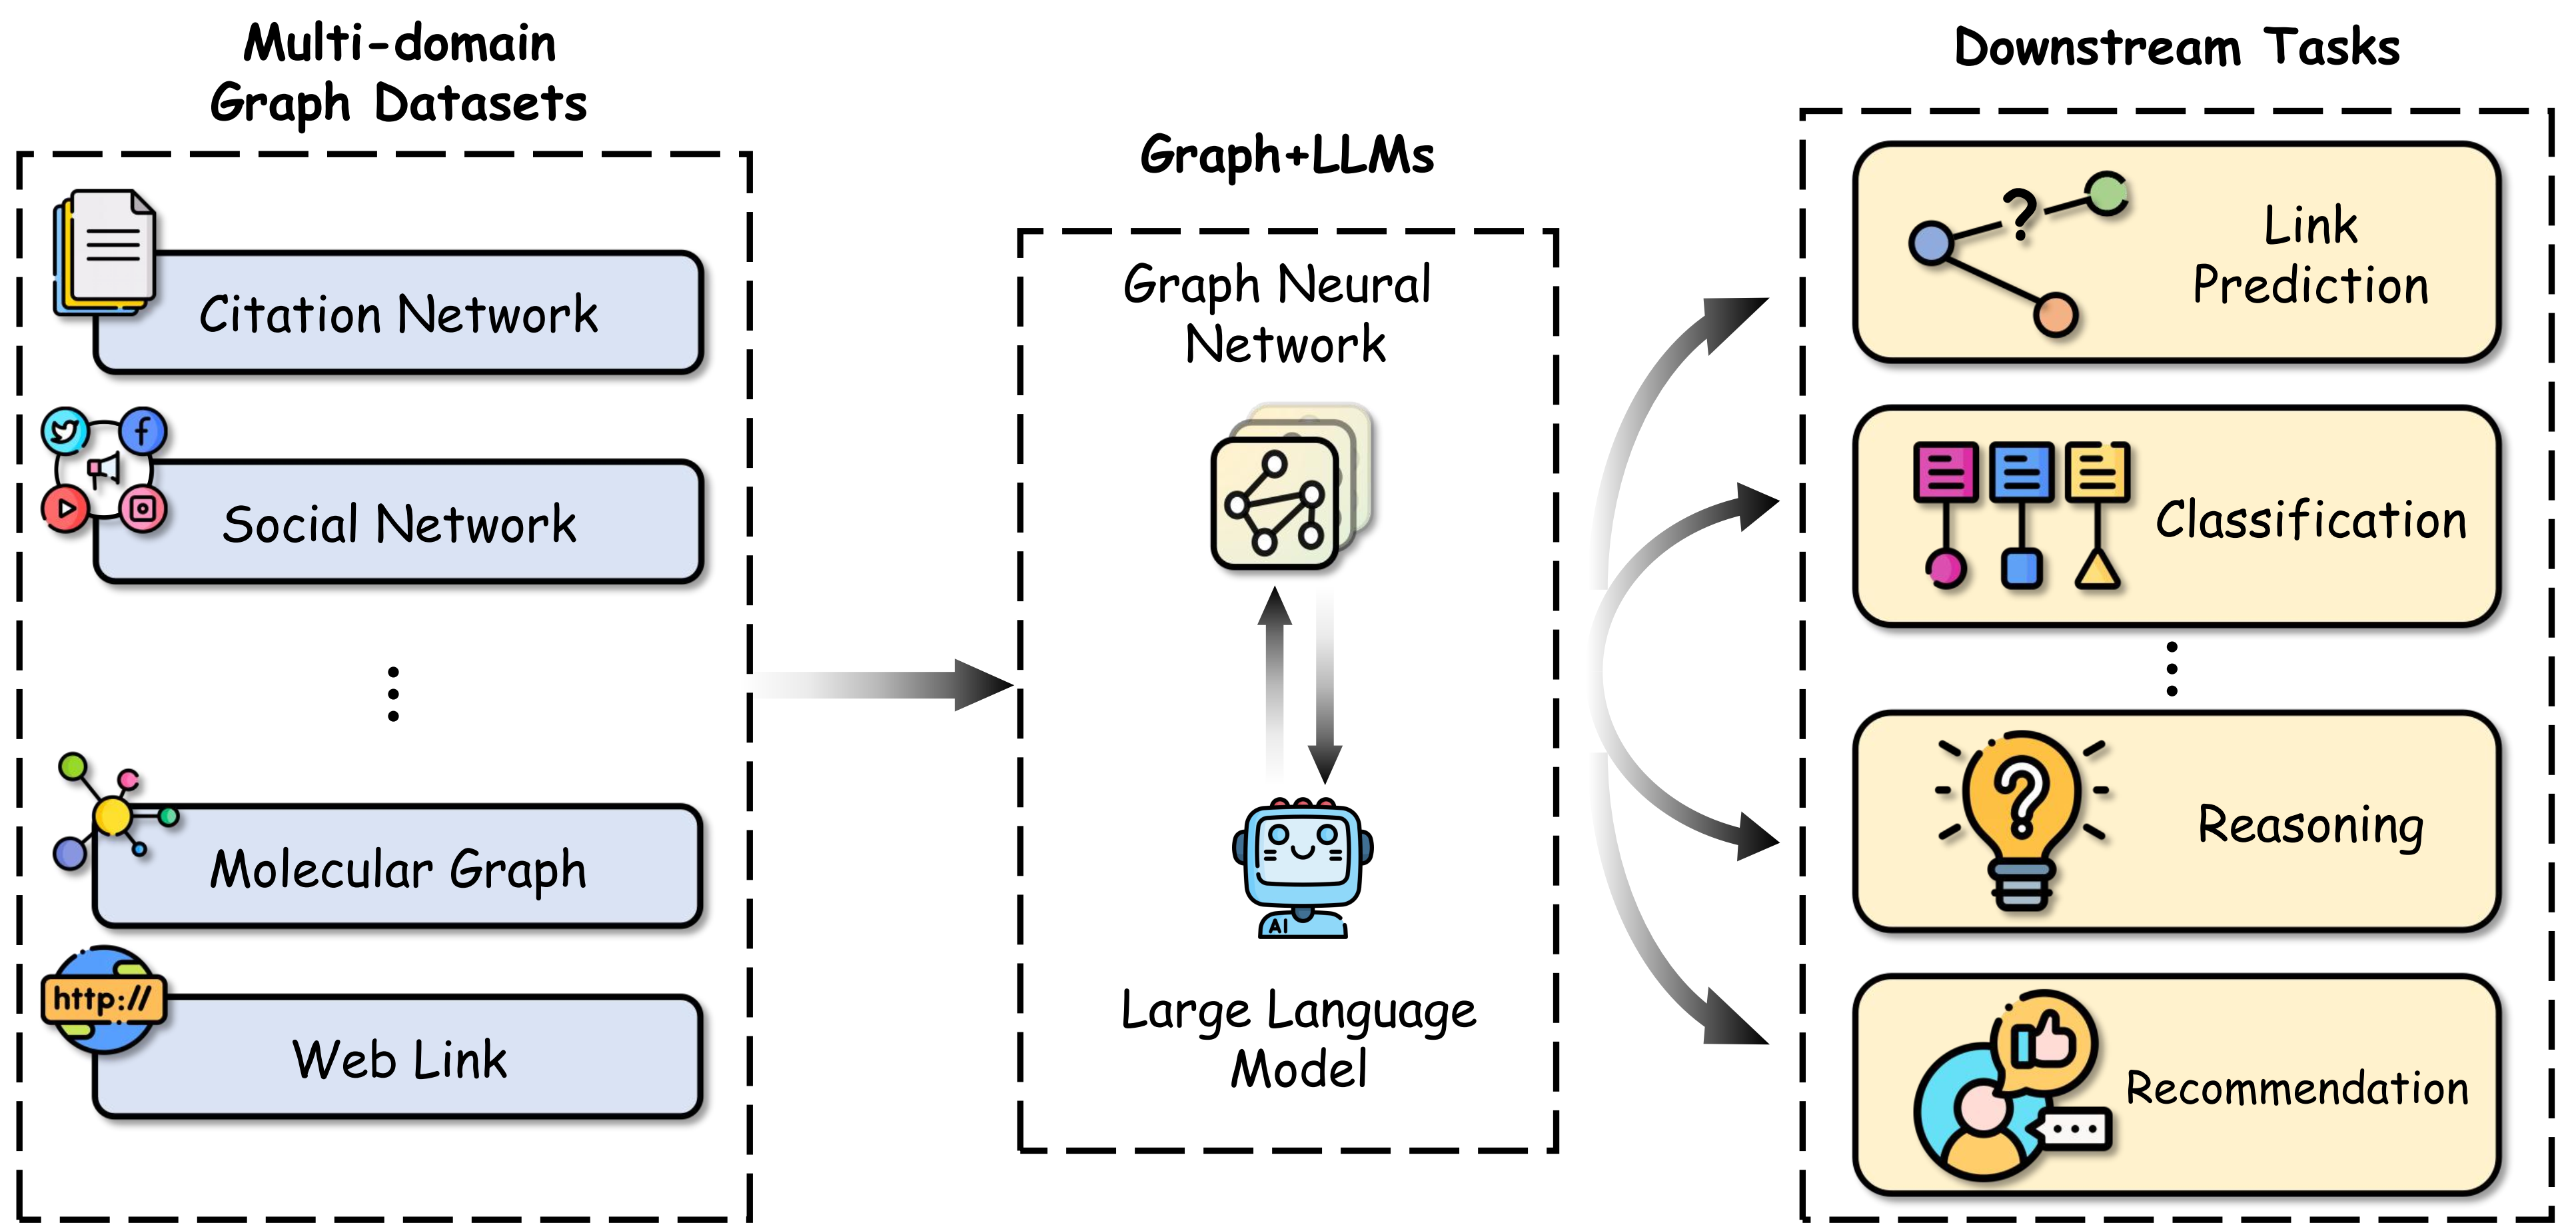 Multi-domain
Graph Datasets
Citation Network
f
Social Network
Molecular Graph
http://
Web Link
Graph+LLMs
Graph Neural
Network
AI
Large Language
Model
Downstream Tasks
?
Link
Prediction
Classification
?
Reasoning
Recommendation